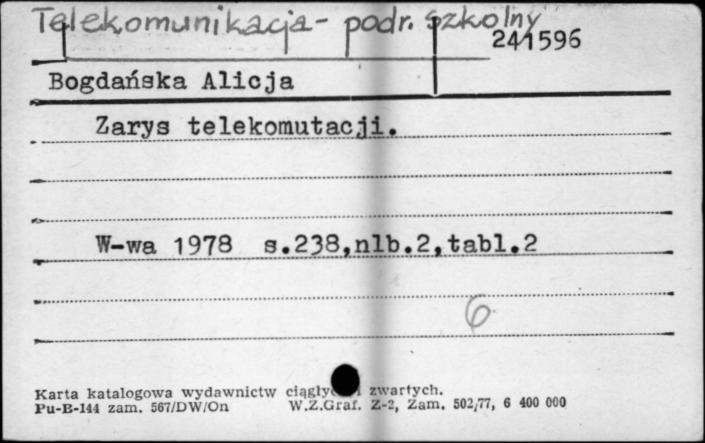 Telekomunikacja - podr. szkolny
241596
Bogdańska Alicja
Zarys telekomutacji.
W-wa 1978 s.238,nlb.2,tabl.2
6
Karta katalogowa wydawnictw zwartych.
Pu-B-144 zam. 567/DW/On W.Z.Graf. Z-2, Zam. 502/77, 6 400 000